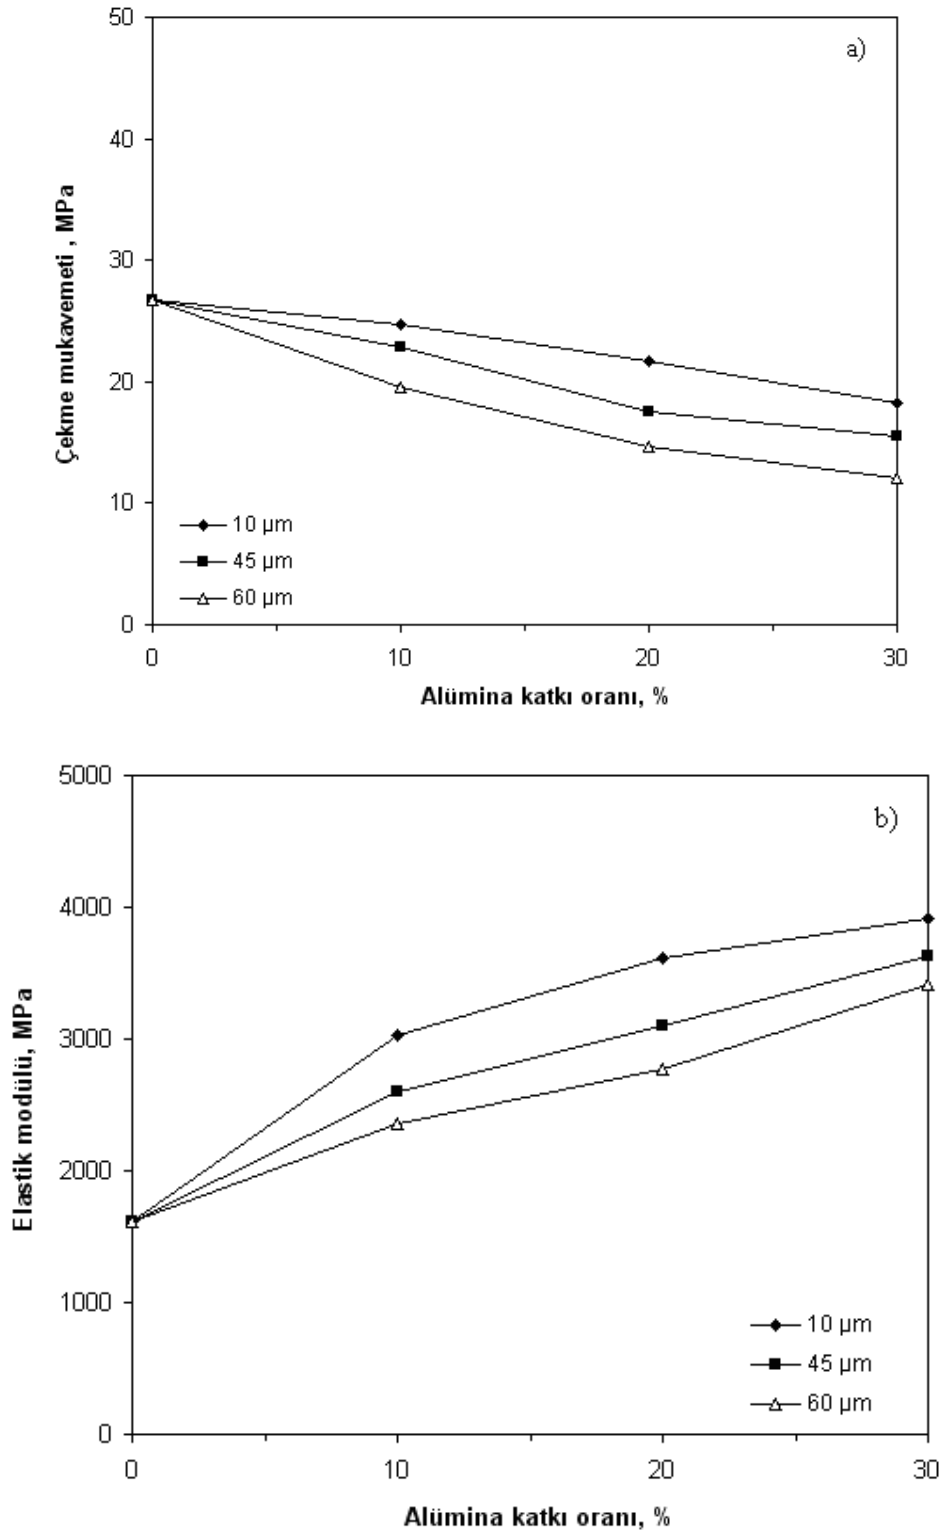 50
a)
40
30
20
10
0
Çekme mukavemeti , MPa
10 µm
45 µm
60 µm
0 10 20 30
Alümina katkı oranı, %
5000
b)
4000
3000
2000
1000
0
Elastik modülü, MPa
10 µm
45 µm
60 µm
0 10 20 30
Alümina katkı oranı, %